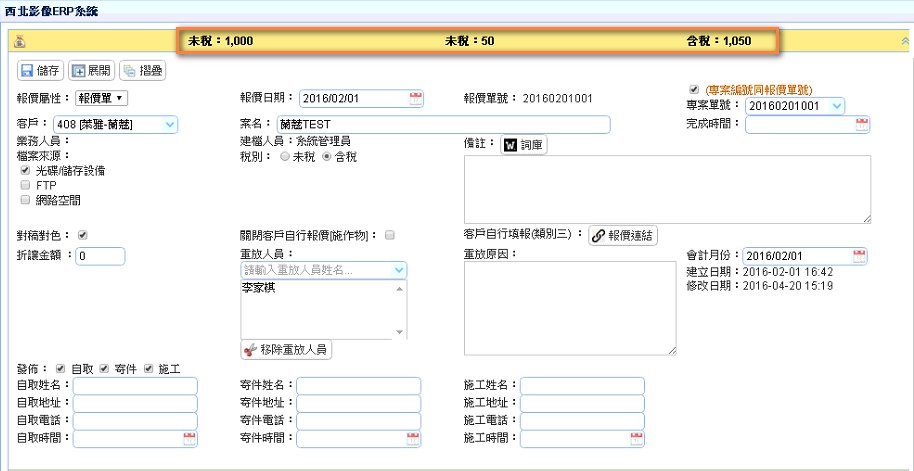 西北影像ERP系統
未稅：1,000 未稅：50 含稅：1,050
儲存 展開 摺疊
(專案編號同報價單號)
報價屬性： 報價單 報價日期： 2016/02/01 報價單號： 20160201001 專案單號： 20160201001
客戶： 408 [葇雅-蘭蔻] 案名： 蘭蔻TEST 完成時間：
業務人員： 建檔人員：系統管理員 備註： W 詞庫
檔案來源： 稅別： 未稅 含稅
光碟/儲存設備
FTP
網路空間
對稿對色： 關閉客戶自行報價[施作物]： 客戶自行填報(類別三)： 報價連結
折讓金額： 0 重放人員： 重放原因： 會計月份： 2016/02/01
請輸入重放人員姓名... 建立日期：2016-02-01 16:42
李家棋 修改日期：2016-04-20 15:19
移除重放人員
發佈： 自取 寄件 施工
自取姓名： 寄件姓名： 施工姓名：
自取地址： 寄件地址： 施工地址：
自取電話： 寄件電話： 施工電話：
自取時間： 寄件時間： 施工時間：